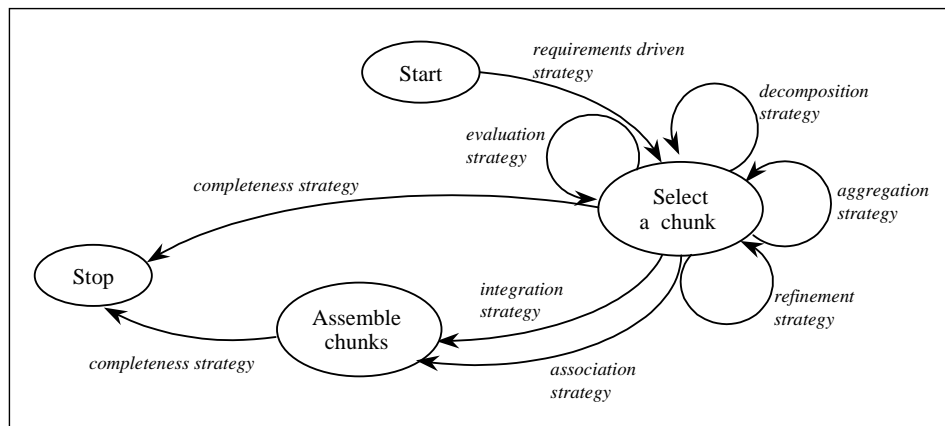 requirements driven
strategy
Start
decomposition
strategy
evaluation
strategy
completeness strategy
Select
a chunk
aggregation
strategy
Stop
integration
strategy
refinement
strategy
Assemble
chunks
completeness strategy
association
strategy